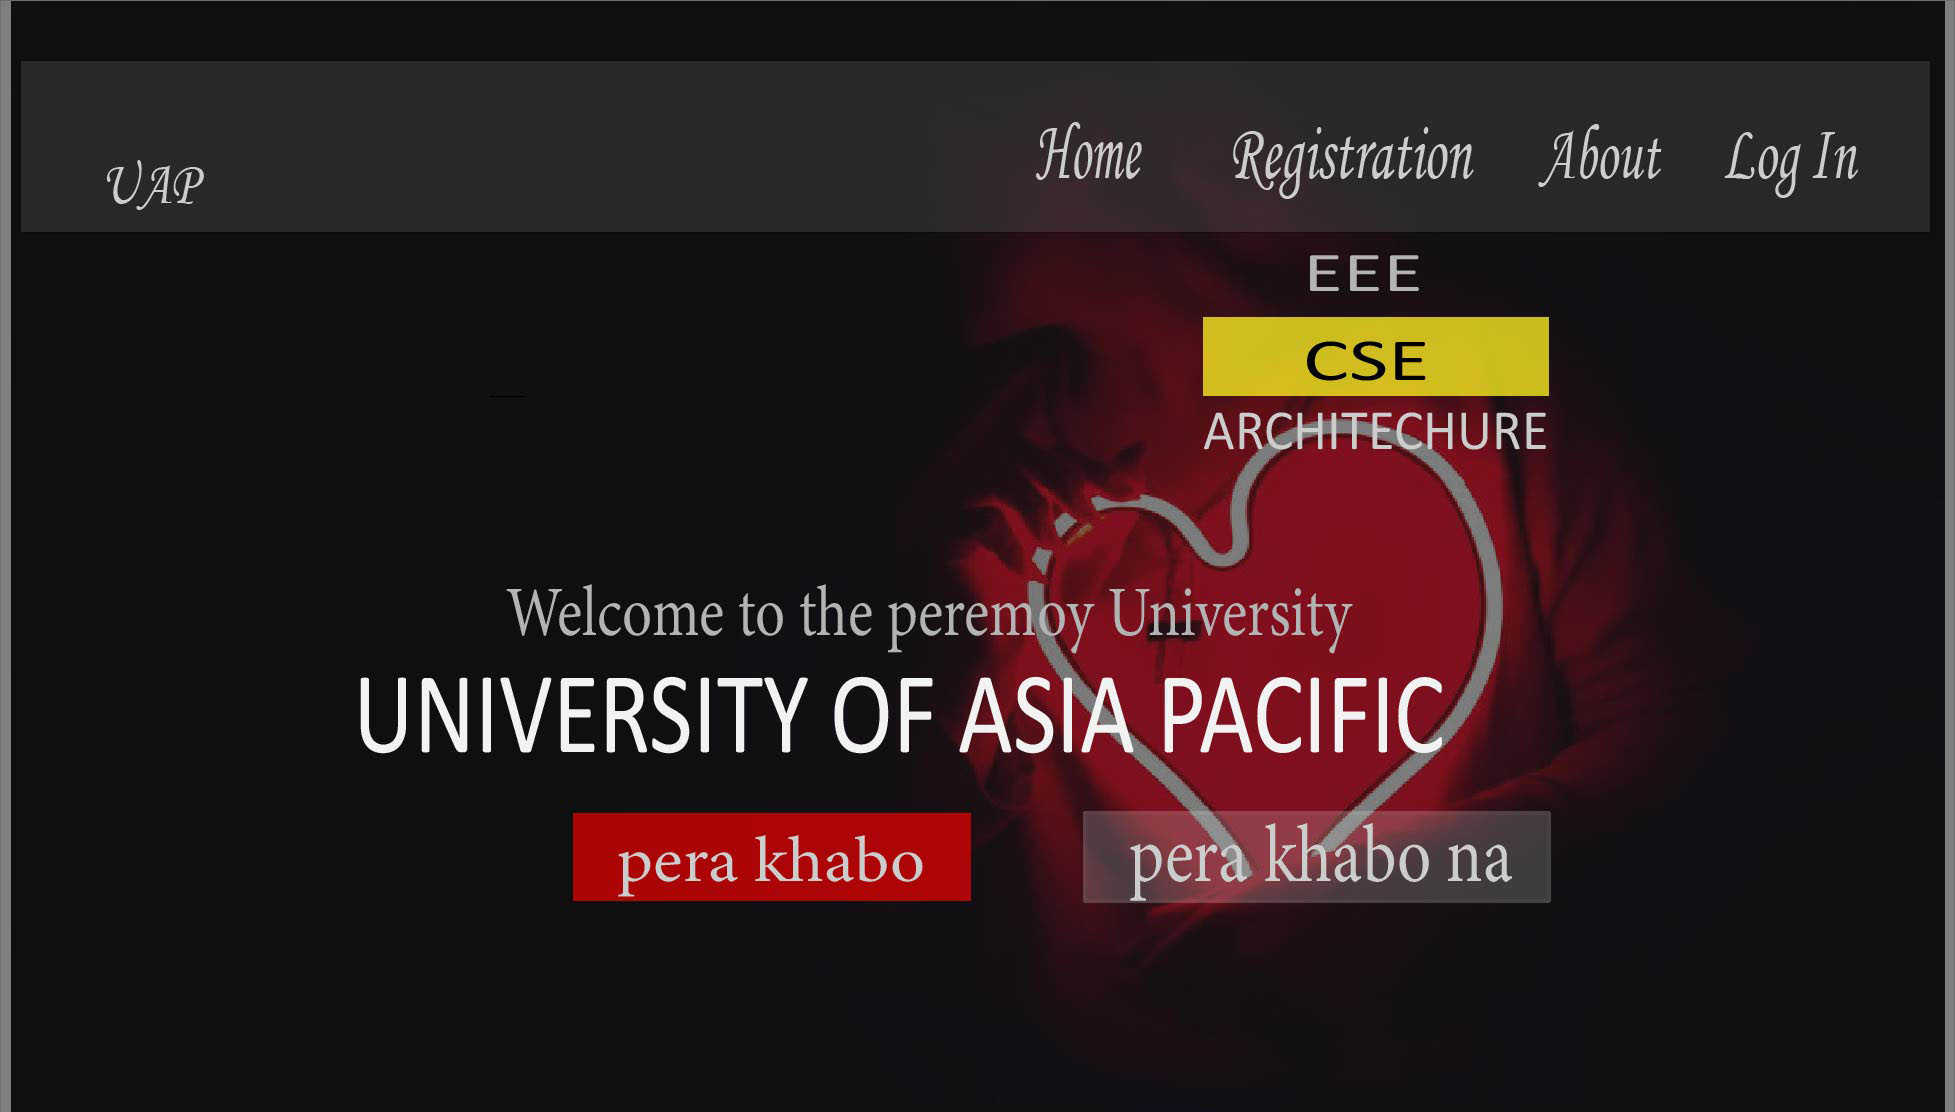 UAP
Home Registration About Log In
EEE
CSE
ARCHITECHURE
Welcome to the peremoy University
UNIVERSITY OF ASIA PACIFIC
pera khabo pera khabo na